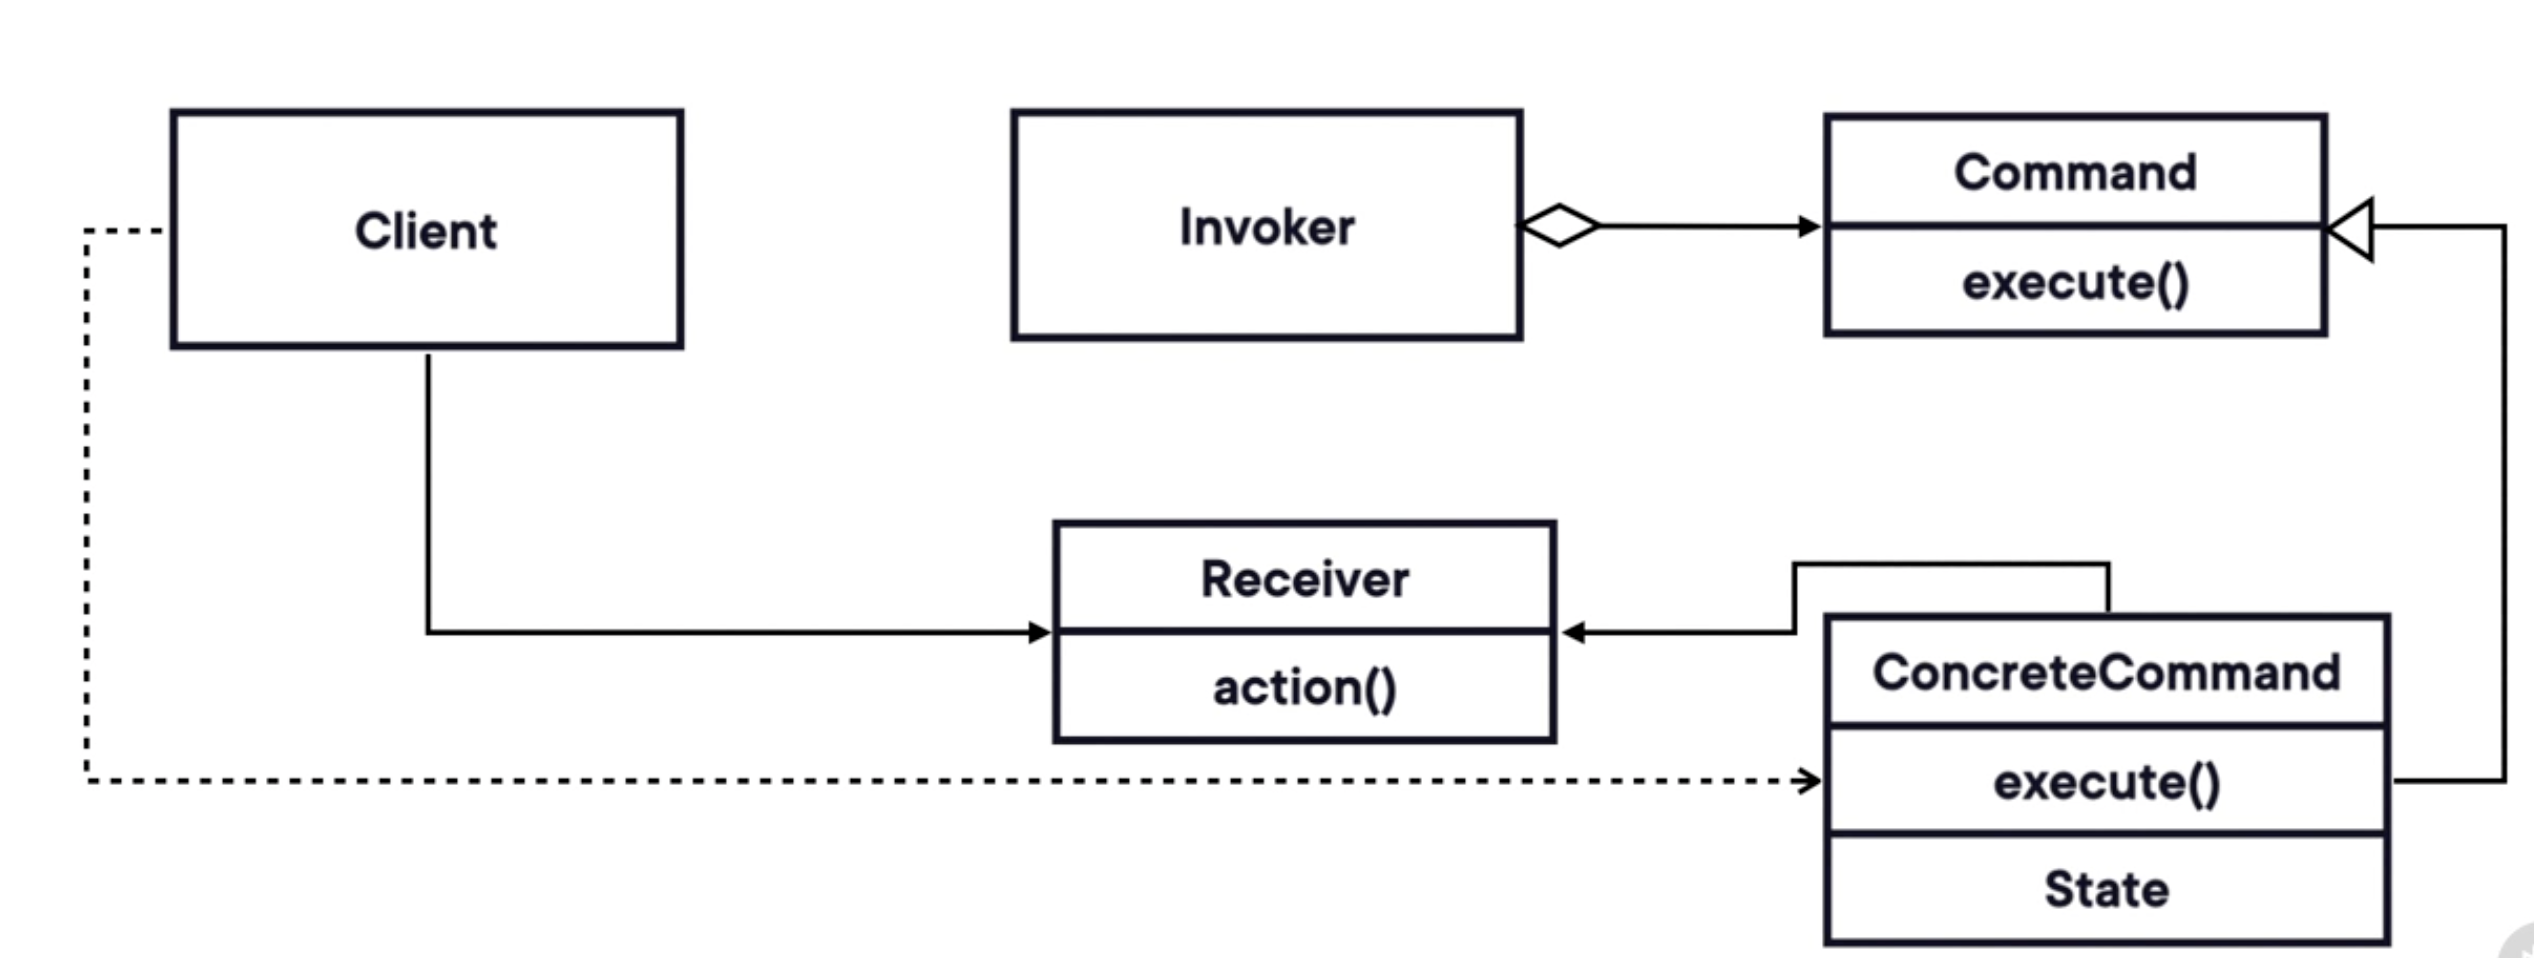 Client
Invoker
Command
execute()
Receiver
action()
ConcreteCommand
execute()
State